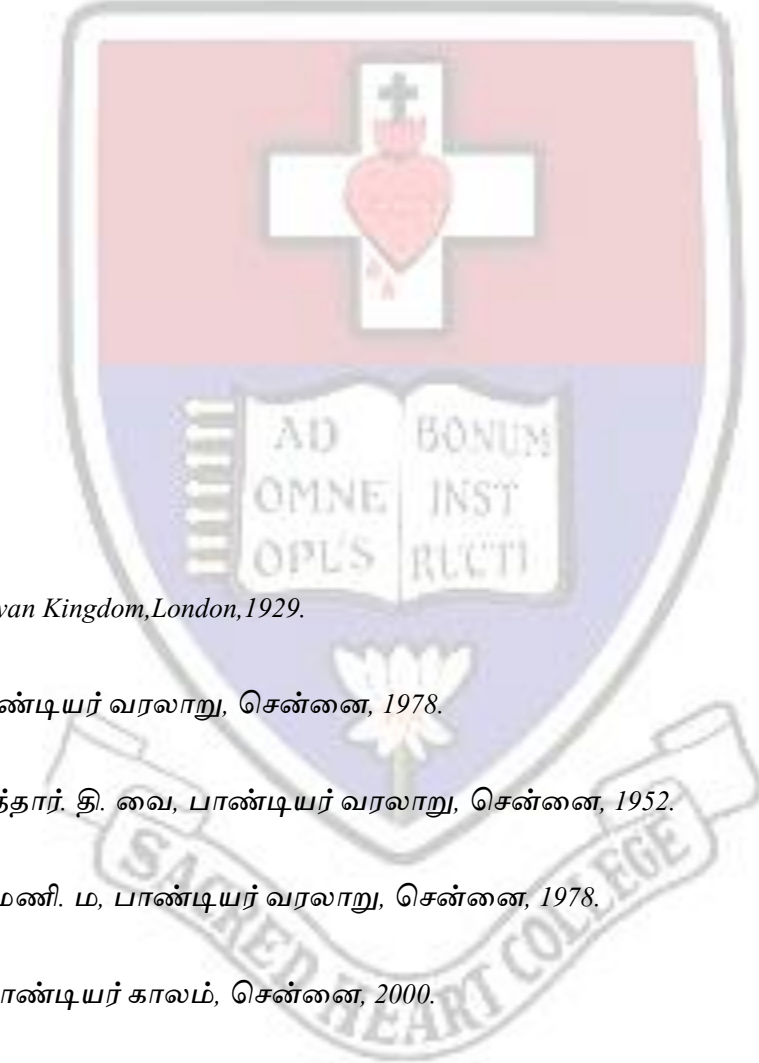 AD BONUM
OMNE INST
OPUS RUCTI
van Kingdom,London,1929.
ண்டியர் வரலாறு, சென்னை, 1978.
த்தார். தி. வை, பாண்டியர் வரலாறு, சென்னை, 1952.
மணி. ம, பாண்டியர் வரலாறு, சென்னை, 1978.
ாண்டியர் காலம், சென்னை, 2000.
SACRED HEART COLLEGE